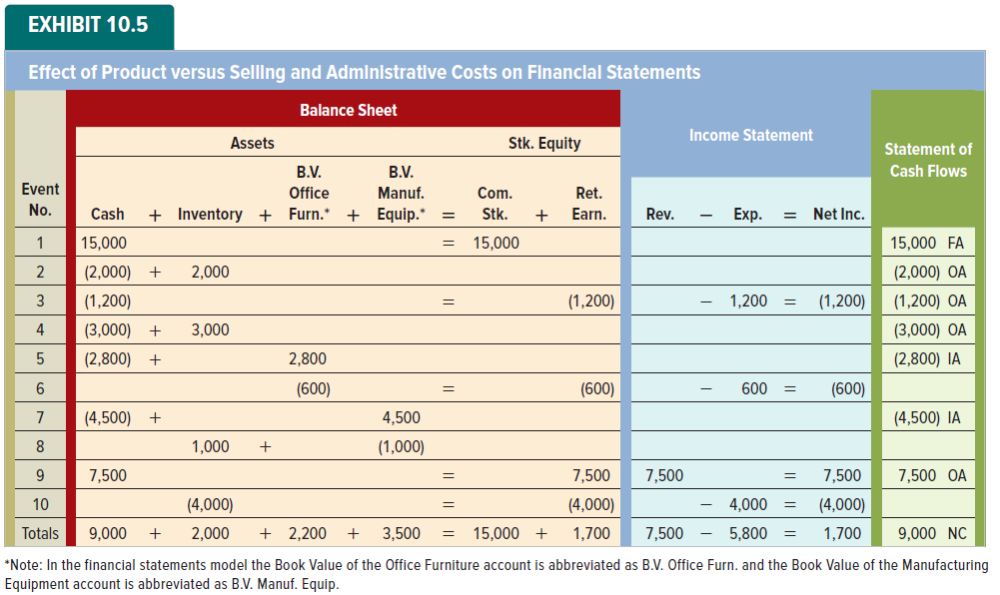 EXHIBIT 10.5
Effect of Product versus Selling and Administrative Costs on Financial Statements
Balance Sheet
Income Statement
Statement of
Cash Flows
Assets
Stk. Equity
Event
No.
Cash + Inventory + B.V. Office Furn.* + B.V. Manuf. Equip.* = Com. Stk. + Ret. Earn. Rev. − Exp. = Net Inc.
1 15,000 = 15,000 15,000 FA
2 (2,000) + 2,000 (2,000) OA
3 (1,200) = (1,200) − 1,200 = (1,200) (1,200) OA
4 (3,000) + 3,000 (3,000) OA
5 (2,800) + 2,800 (2,800) IA
6 (600) = (600) − 600 = (600)
7 (4,500) + 4,500 (4,500) IA
8 1,000 + (1,000)
9 7,500 = 7,500 7,500 = 7,500 7,500 OA
10 (4,000) = (4,000) − 4,000 = (4,000)
Totals 9,000 + 2,000 + 2,200 + 3,500 = 15,000 + 1,700 7,500 − 5,800 = 1,700 9,000 NC
*Note: In the financial statements model the Book Value of the Office Furniture account is abbreviated as B.V. Office Furn. and the Book Value of the Manufacturing
Equipment account is abbreviated as B.V. Manuf. Equip.